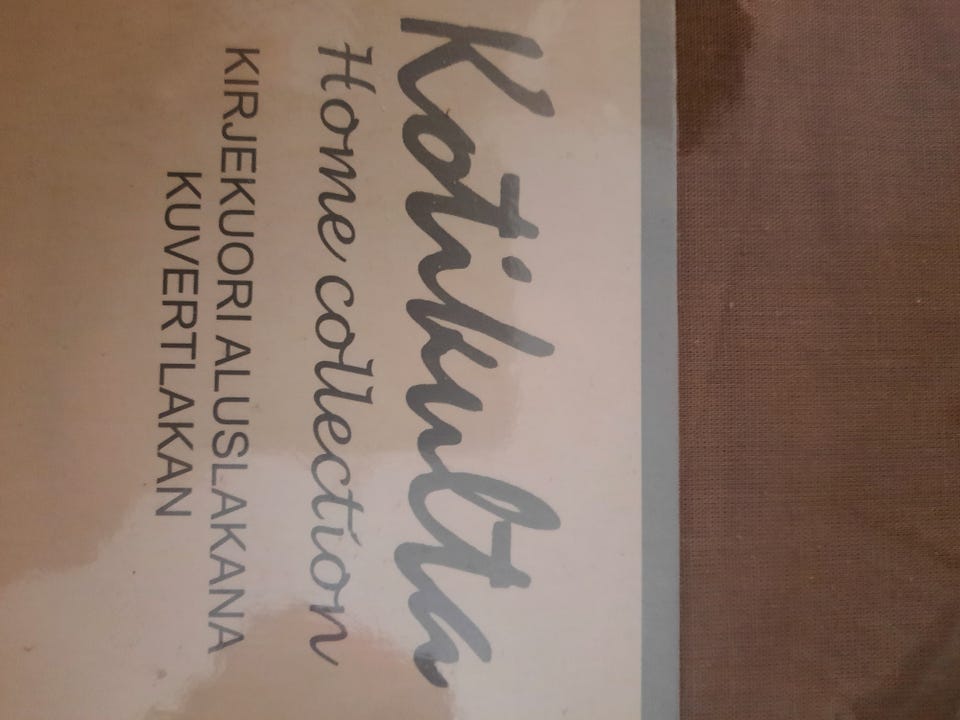 Kotikulta
Home collection
KIRJEKUORI ALUSLAKANA
KUVERTLAKAN